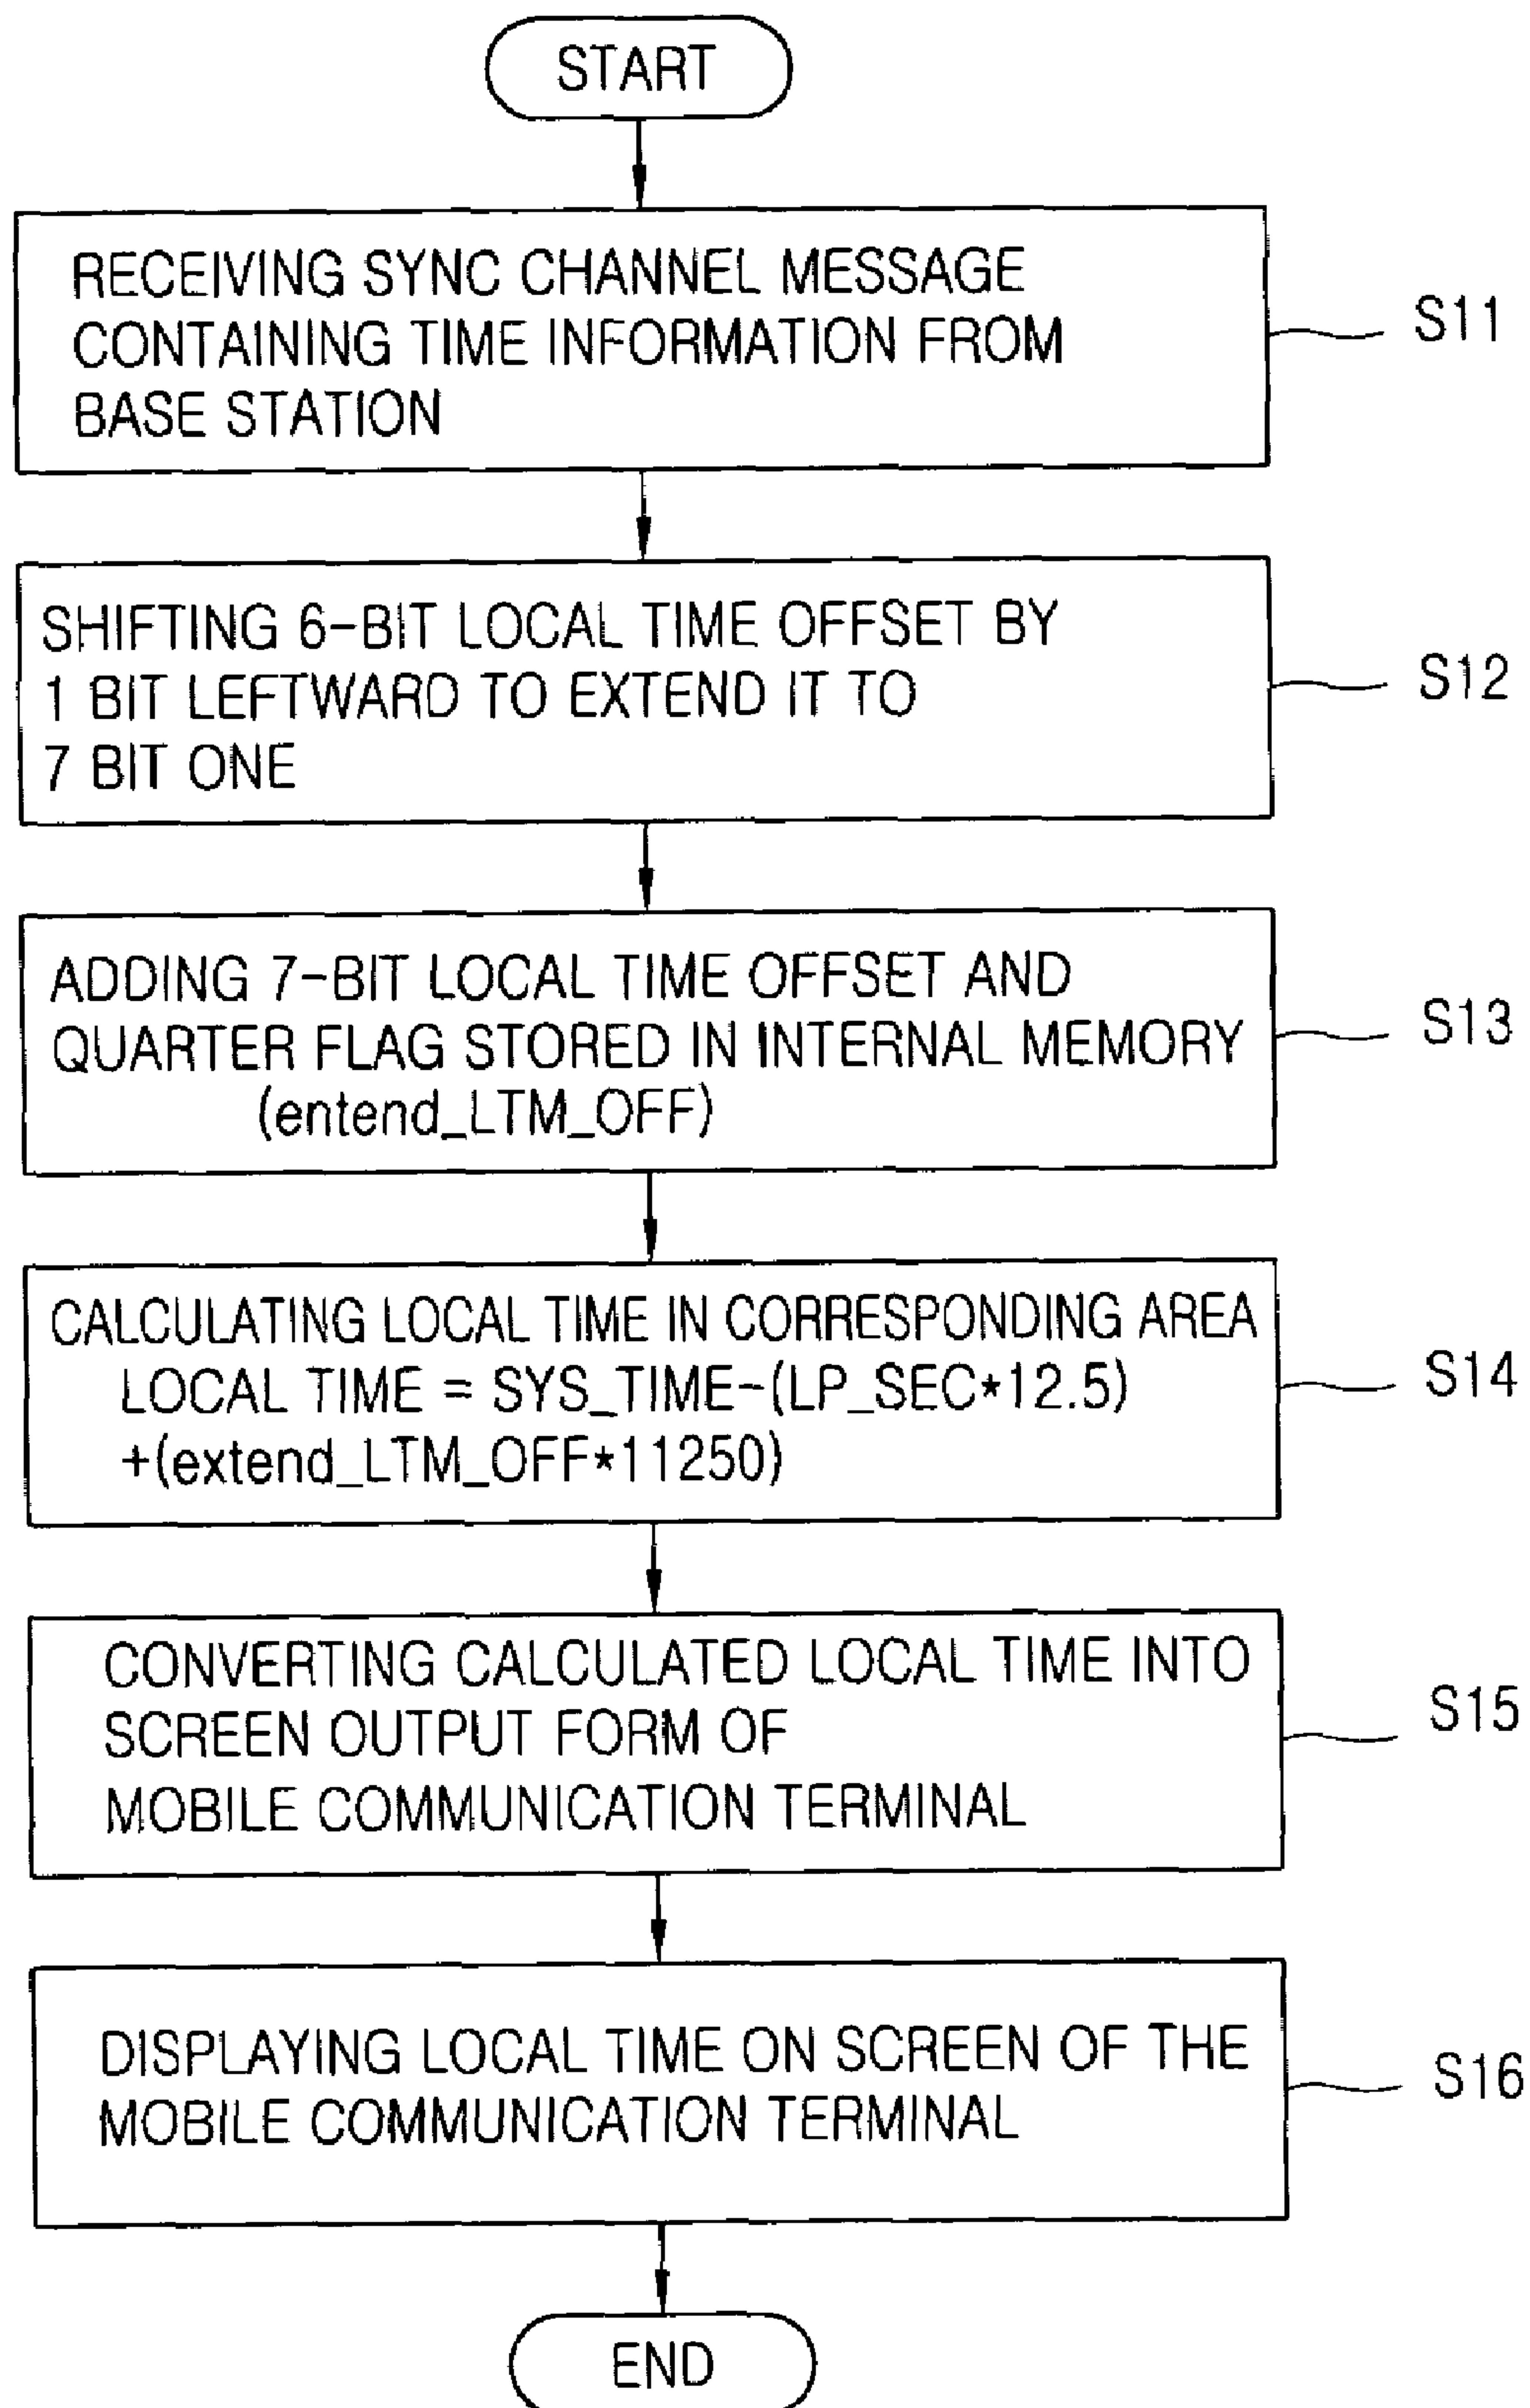 START
RECEIVING SYNC CHANNEL MESSAGE
CONTAINING TIME INFORMATION FROM
BASE STATION
S11
SHIFTING 6-BIT LOCAL TIME OFFSET BY
1 BIT LEFTWARD TO EXTEND IT TO
7 BIT ONE
S12
ADDING 7-BIT LOCAL TIME OFFSET AND
QUARTER FLAG STORED IN INTERNAL MEMORY
(entend_LTM_OFF)
S13
CALCULATING LOCAL TIME IN CORRESPONDING AREA
LOCAL TIME = SYS_TIME-(LP_SEC*12.5)
+(extend_LTM_OFF*11250)
S14
CONVERTING CALCULATED LOCAL TIME INTO
SCREEN OUTPUT FORM OF
MOBILE COMMUNICATION TERMINAL
S15
DISPLAYING LOCAL TIME ON SCREEN OF THE
MOBILE COMMUNICATION TERMINAL
S16
END